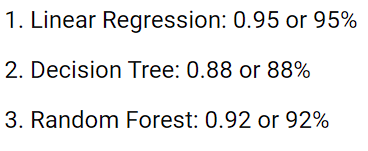 1. Linear Regression: 0.95 or 95%
2. Decision Tree: 0.88 or 88%
3. Random Forest: 0.92 or 92%